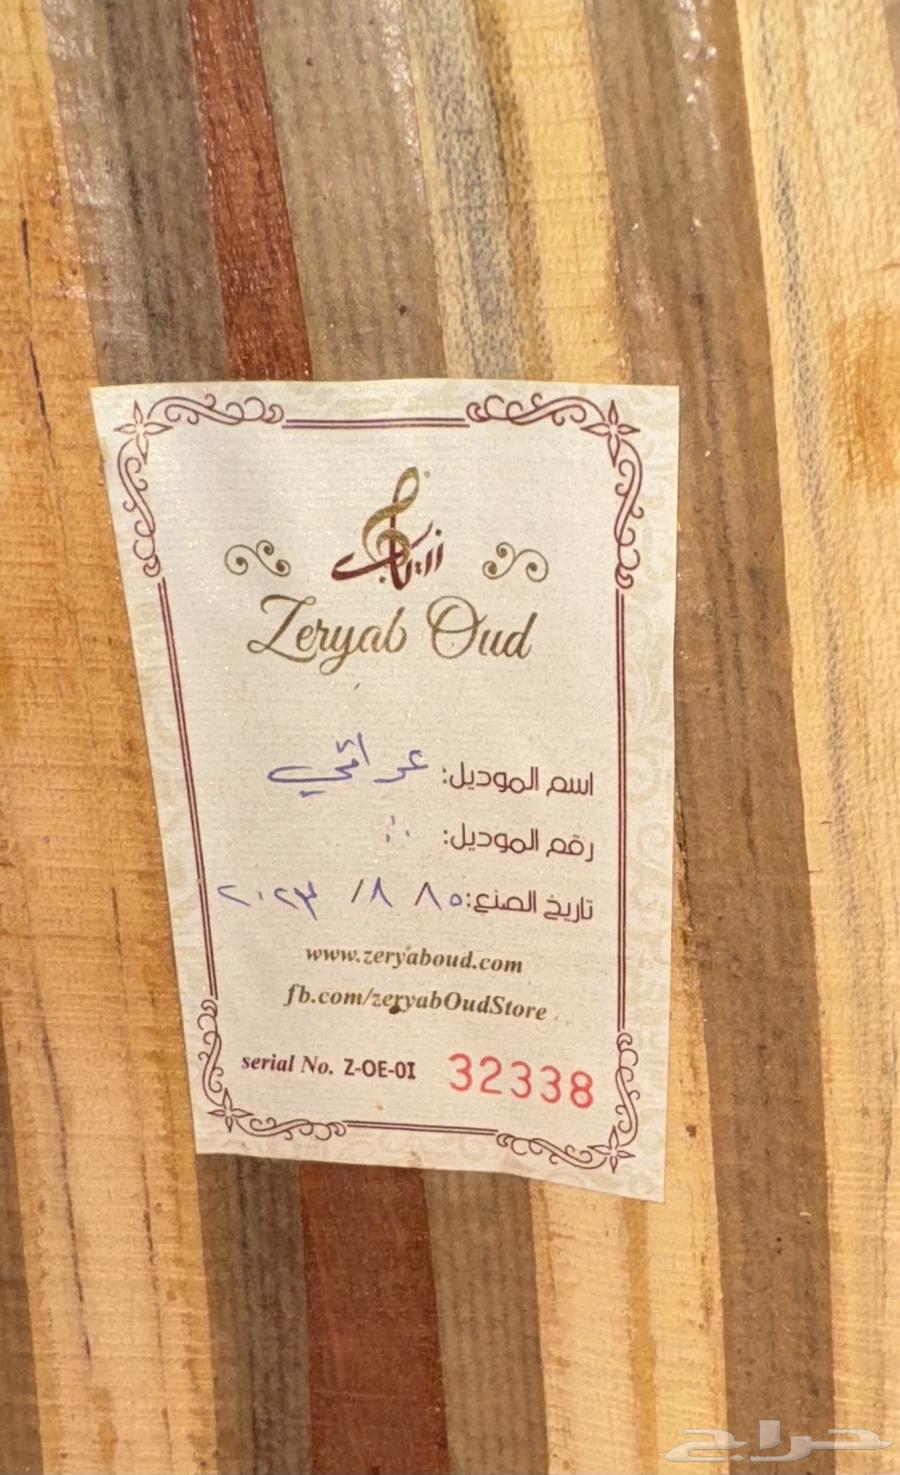 زرياب
Zeryab Oud
اسم الموديل: عراقي
رقم الموديل:
تاريخ الصنع: ٢٠٢٣ /٨
www.zeryaboud.com
fb.com/zeryabOudStore
serial No. Z-OE-01 32338
حراج